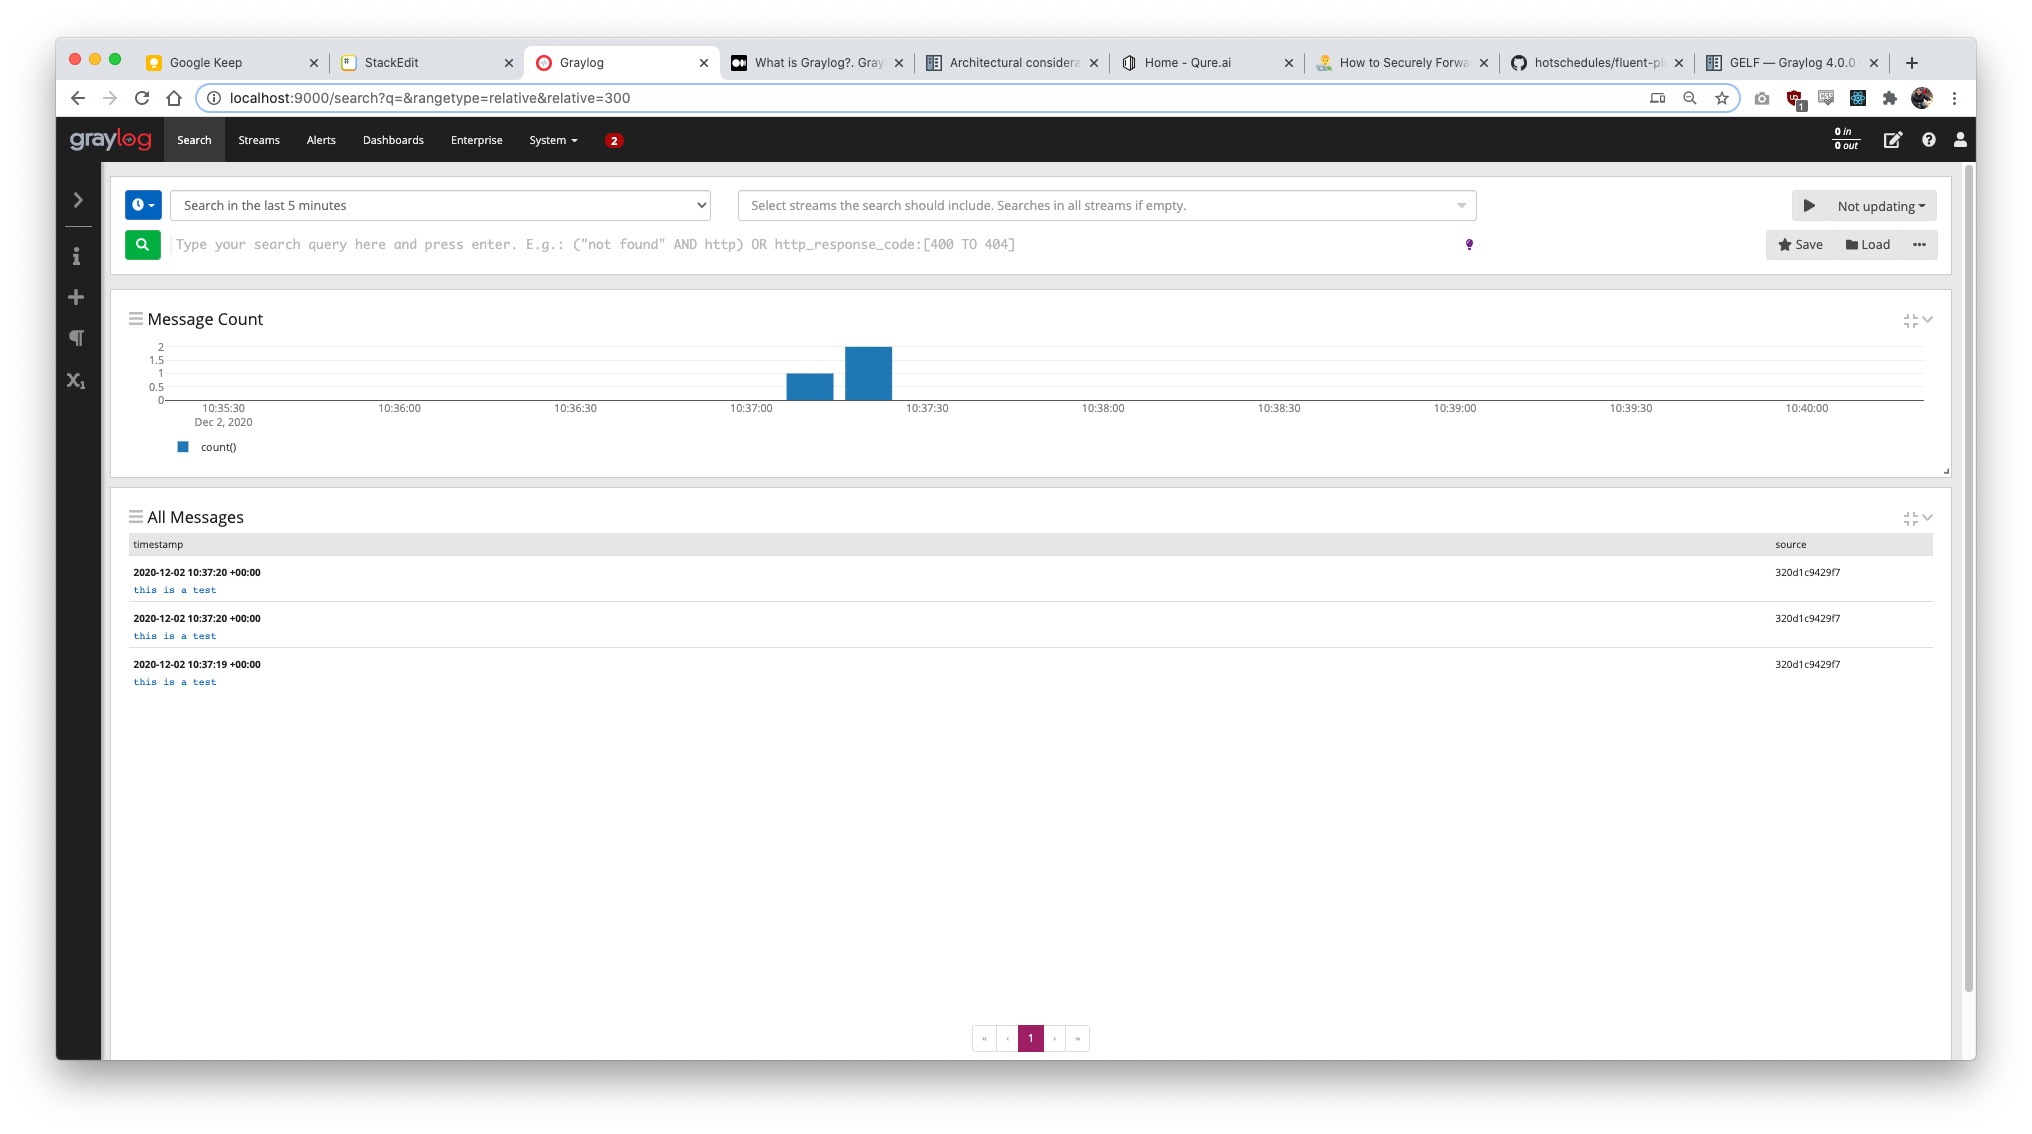 Google Keep
StackEdit
Graylog
What is Graylog?. Gray
Architectural considera
Home - Qure.ai
How to Securely Forwa
hotschedules/fluent-pl
GELF — Graylog 4.0.0
localhost:9000/search?q=&rangetype=relative&relative=300
1
graylog
Search
Streams
Alerts
Dashboards
Enterprise
System
2
0 in
0 out
Search in the last 5 minutes
Select streams the search should include. Searches in all streams if empty.
Not updating
Type your search query here and press enter. E.g.: ("not found" AND http) OR http_response_code:[400 TO 404]
Save
Load
Message Count
2
1.5
1
0.5
0
10:35:30
10:36:00
10:36:30
10:37:00
10:37:30
10:38:00
10:38:30
10:39:00
10:39:30
10:40:00
Dec 2, 2020
count()
All Messages
timestamp
source
2020-12-02 10:37:20 +00:00
320d1c9429f7
this is a test
2020-12-02 10:37:20 +00:00
320d1c9429f7
this is a test
2020-12-02 10:37:19 +00:00
320d1c9429f7
this is a test
« ‹ 1 › »